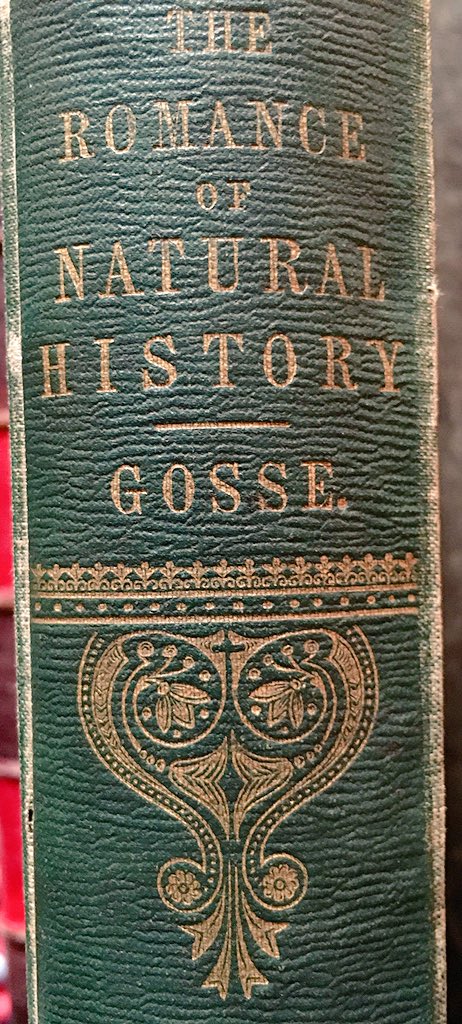 THE
ROMANCE
OF
NATURAL
HISTORY
GOSSE.